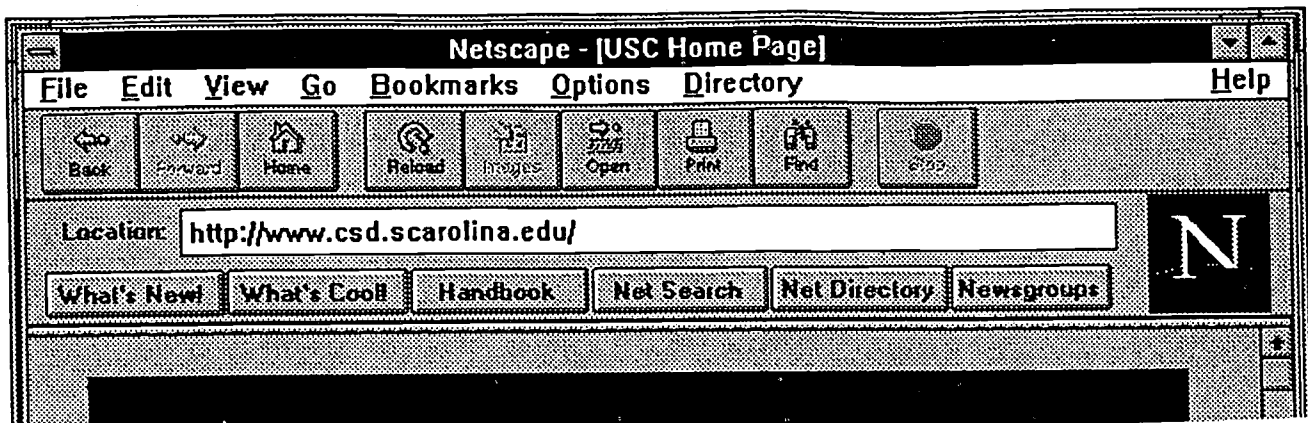 Netscape - [USC Home Page]
File Edit View Go Bookmarks Options Directory Help
Back Forward Home Reload Images Open Print Find Stop
Location: http://www.csd.scarolina.edu/
N
What's New! What's Cool! Handbook Net Search Net Directory Newsgroups